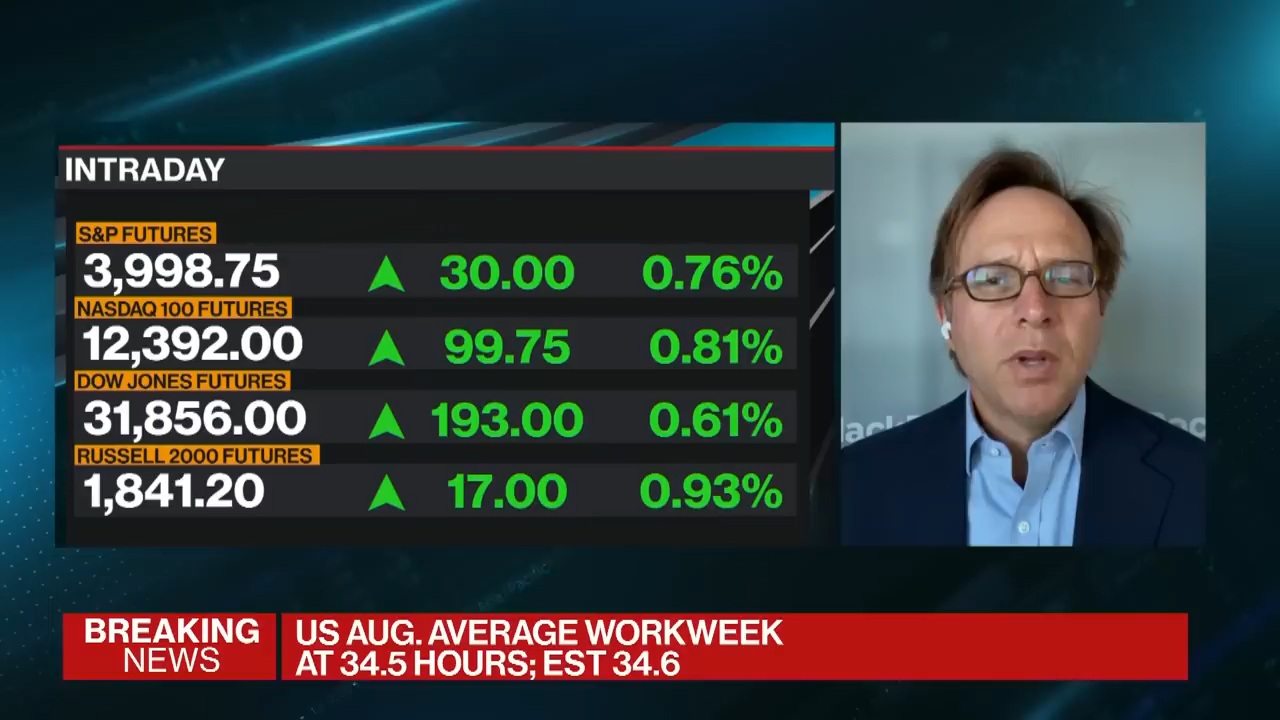 INTRADAY
S&P FUTURES
3,998.75 30.00 0.76%
NASDAQ 100 FUTURES
12,392.00 99.75 0.81%
DOW JONES FUTURES
31,856.00 193.00 0.61%
RUSSELL 2000 FUTURES
1,841.20 17.00 0.93%
BREAKING NEWS
US AUG. AVERAGE WORKWEEK
AT 34.5 HOURS; EST 34.6